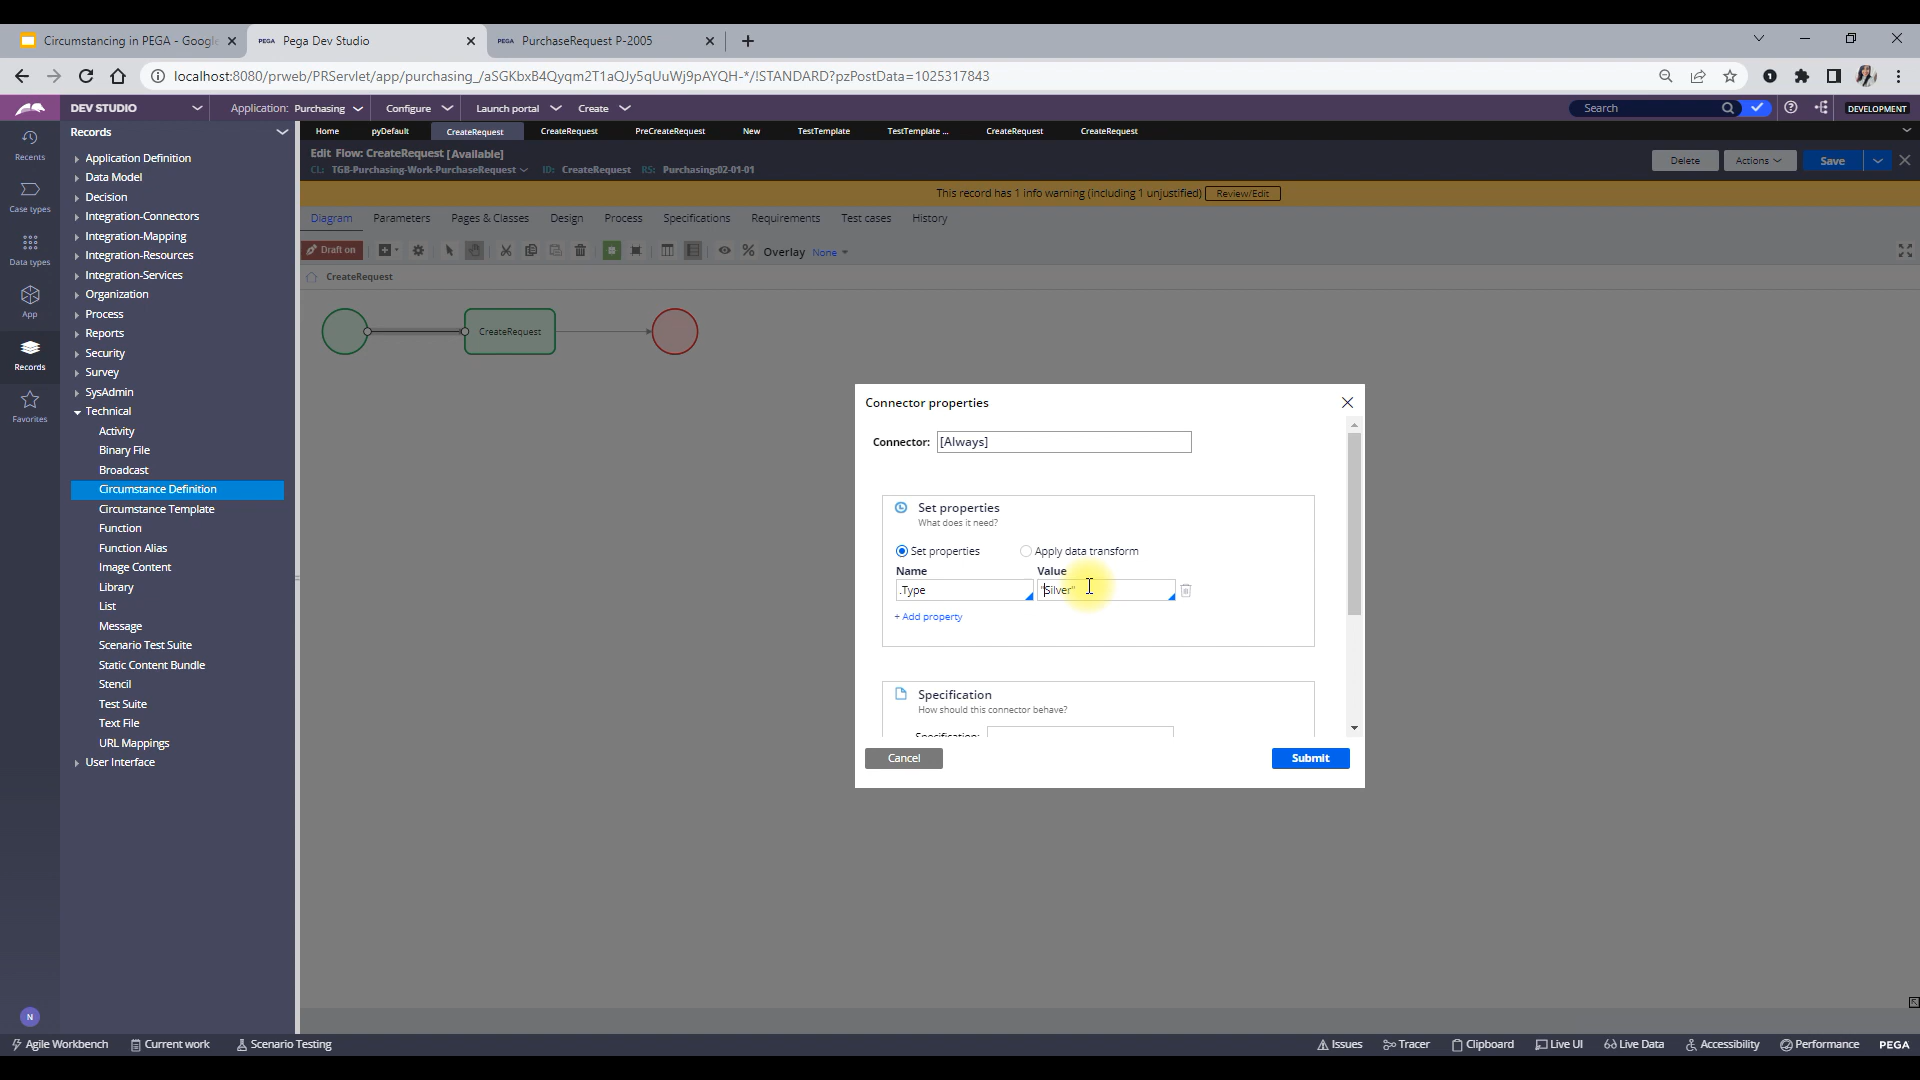 Circumstancing in PEGA - Google
PEGA Pega Dev Studio
PEGA PurchaseRequest P-2005
localhost:8080/prweb/PRServlet/app/purchasing_/aSGKbxB4Qyqm2T1aQJy5qUuWj9pAYQH-*/!STANDARD?pzPostData=1025317843
DEV STUDIO
Application: Purchasing
Configure
Launch portal
Create
Search
DEVELOPMENT
Recents
Case types
Data types
App
Records
Favorites
N
Records
Application Definition
Data Model
Decision
Integration-Connectors
Integration-Mapping
Integration-Resources
Integration-Services
Organization
Process
Reports
Security
Survey
SysAdmin
Technical
Activity
Binary File
Broadcast
Circumstance Definition
Circumstance Template
Function
Function Alias
Image Content
Library
List
Message
Scenario Test Suite
Static Content Bundle
Stencil
Test Suite
Text File
URL Mappings
User Interface
Home pyDefault CreateRequest CreateRequest PreCreateRequest New TestTemplate TestTemplate ... CreateRequest CreateRequest
Edit Flow: CreateRequest [Available]
CL: TGB-Purchasing-Work-PurchaseRequest ID: CreateRequest RS: Purchasing:02-01-01
Delete Actions Save
This record has 1 info warning (including 1 unjustified) Review/Edit
Diagram Parameters Pages & Classes Design Process Specifications Requirements Test cases History
Draft on
Overlay None
CreateRequest
CreateRequest
Connector properties
Connector: [Always]
Set properties
What does it need?
Set properties Apply data transform
Name Value
.Type "Silver"
+ Add property
Specification
How should this connector behave?
Specification:
Cancel Submit
Agile Workbench Current work Scenario Testing
Issues Tracer Clipboard Live UI Live Data Accessibility Performance PEGA